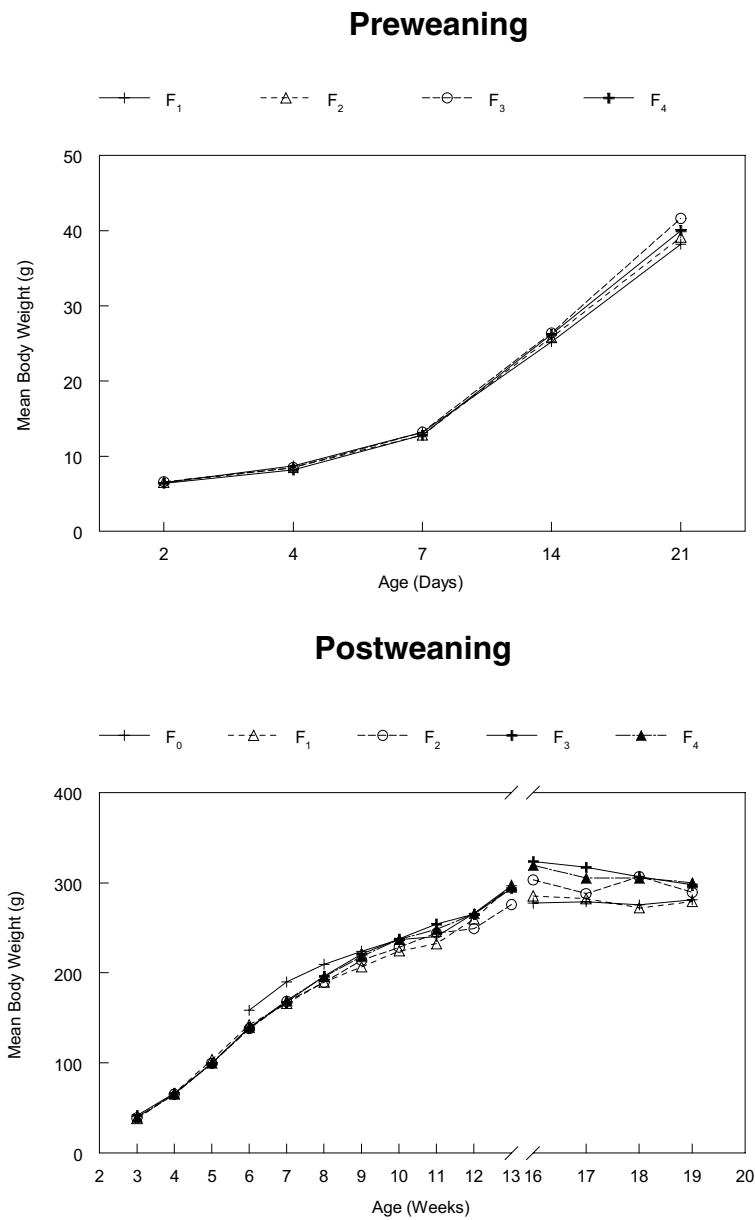 Preweaning
F₁ F₂ F₃ F₄
50
40
30
20
10
0
Mean Body Weight (g)
2 4 7 14 21
Age (Days)
Postweaning
F₀ F₁ F₂ F₃ F₄
400
300
200
100
0
Mean Body Weight (g)
2 3 4 5 6 7 8 9 10 11 12 13 16 17 18 19 20
Age (Weeks)